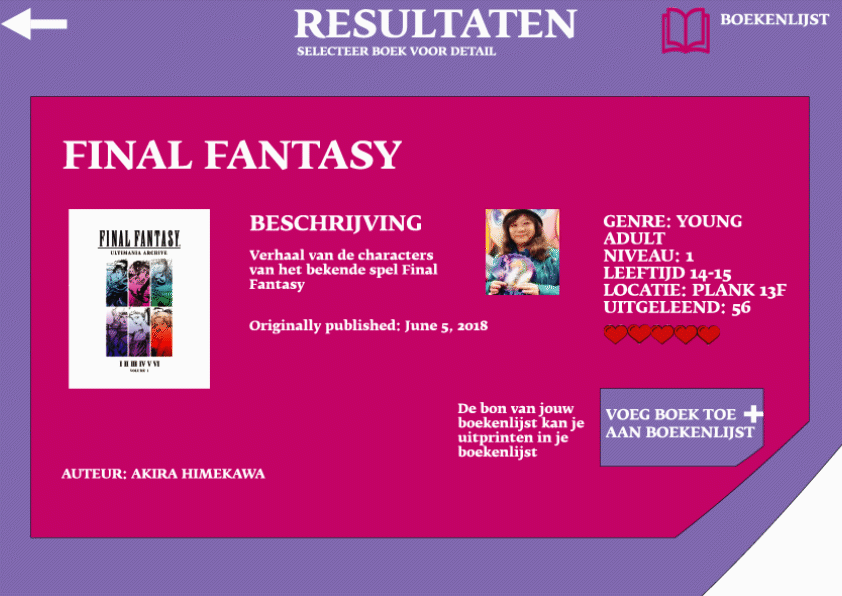 RESULTATEN
SELECTEER BOEK VOOR DETAIL
BOEKENLIJST
FINAL FANTASY
FINAL FANTASY
ULTIMANIA ARCHIVE
I II III IV V VI
VOLUME 1
BESCHRIJVING
Verhaal van de characters
van het bekende spel Final
Fantasy
Originally published: June 5, 2018
GENRE: YOUNG
ADULT
NIVEAU: 1
LEEFTIJD 14-15
LOCATIE: PLANK 13F
UITGELEEND: 56
De bon van jouw
boekenlijst kan je
uitprinten in je
boekenlijst
VOEG BOEK TOE +
AAN BOEKENLIJST
AUTEUR: AKIRA HIMEKAWA